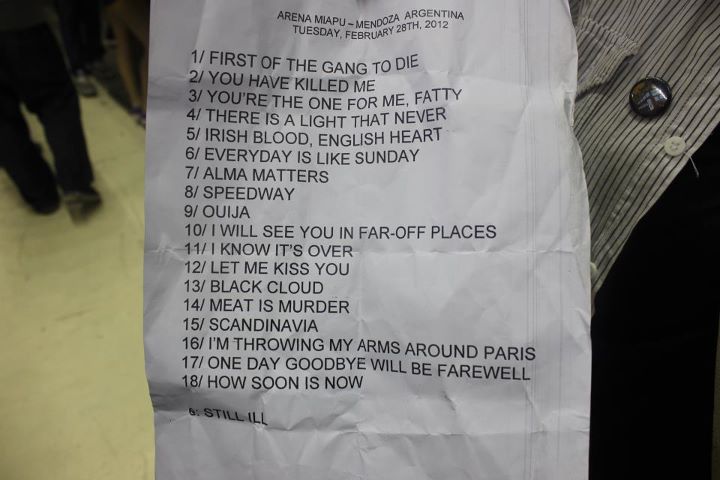 ARENA MIAPU – MENDOZA ARGENTINA
TUESDAY, FEBRUARY 28TH, 2012
1/ FIRST OF THE GANG TO DIE
2/ YOU HAVE KILLED ME
3/ YOU'RE THE ONE FOR ME, FATTY
4/ THERE IS A LIGHT THAT NEVER
5/ IRISH BLOOD, ENGLISH HEART
6/ EVERYDAY IS LIKE SUNDAY
7/ ALMA MATTERS
8/ SPEEDWAY
9/ OUIJA
10/ I WILL SEE YOU IN FAR-OFF PLACES
11/ I KNOW IT'S OVER
12/ LET ME KISS YOU
13/ BLACK CLOUD
14/ MEAT IS MURDER
15/ SCANDINAVIA
16/ I'M THROWING MY ARMS AROUND PARIS
17/ ONE DAY GOODBYE WILL BE FAREWELL
18/ HOW SOON IS NOW
e: STILL ILL